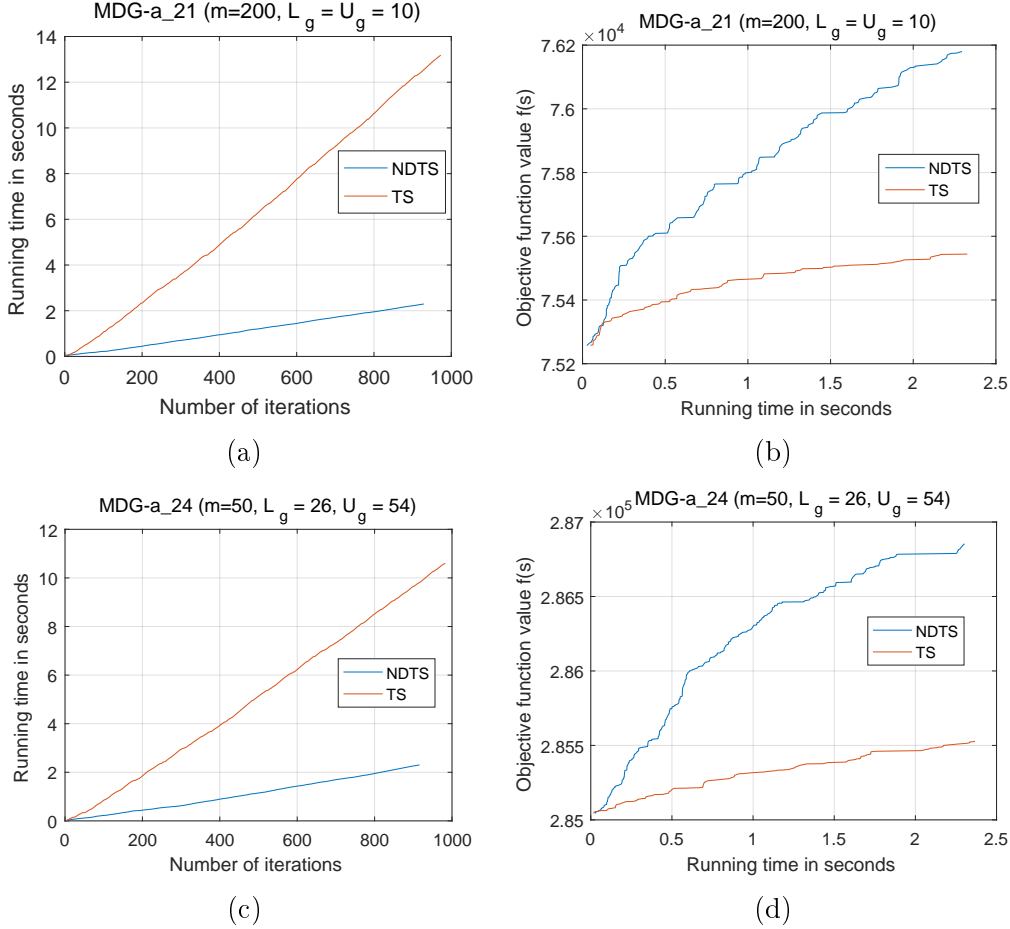 MDG-a_21 (m=200, L g = U g = 10)
14
12
10
8
6
4
2
0
Running time in seconds
NDTS
TS
0 200 400 600 800 1000
Number of iterations
(a)
MDG-a_21 (m=200, L g = U g = 10)
×10⁴
7.62
7.6
7.58
7.56
7.54
7.52
Objective function value f(s)
NDTS
TS
0 0.5 1 1.5 2 2.5
Running time in seconds
(b)
MDG-a_24 (m=50, L g = 26, U g = 54)
12
10
8
6
4
2
0
Running time in seconds
NDTS
TS
0 200 400 600 800 1000
Number of iterations
(c)
MDG-a_24 (m=50, L g = 26, U g = 54)
×10⁵
2.87
2.865
2.86
2.855
2.85
Objective function value f(s)
NDTS
TS
0 0.5 1 1.5 2 2.5
Running time in seconds
(d)